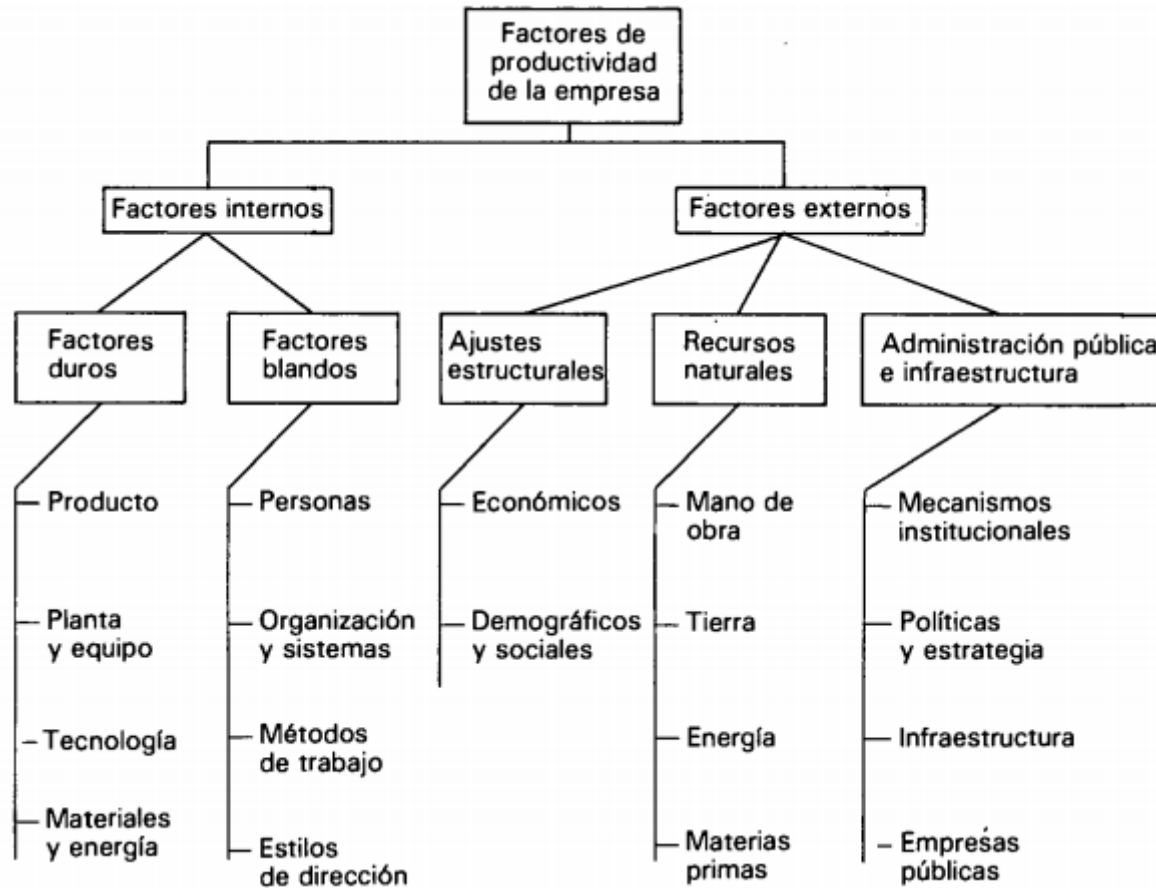 Factores de
productividad
de la empresa
Factores internos
Factores externos
Factores
duros
Factores
blandos
Ajustes
estructurales
Recursos
naturales
Administración pública
e infraestructura
Producto
Planta
y equipo
Tecnología
Materiales
y energía
Personas
Organización
y sistemas
Métodos
de trabajo
Estilos
de dirección
Económicos
Demográficos
y sociales
Mano de
obra
Tierra
Energía
Materias
primas
Mecanismos
institucionales
Políticas
y estrategia
Infraestructura
Empresas
públicas